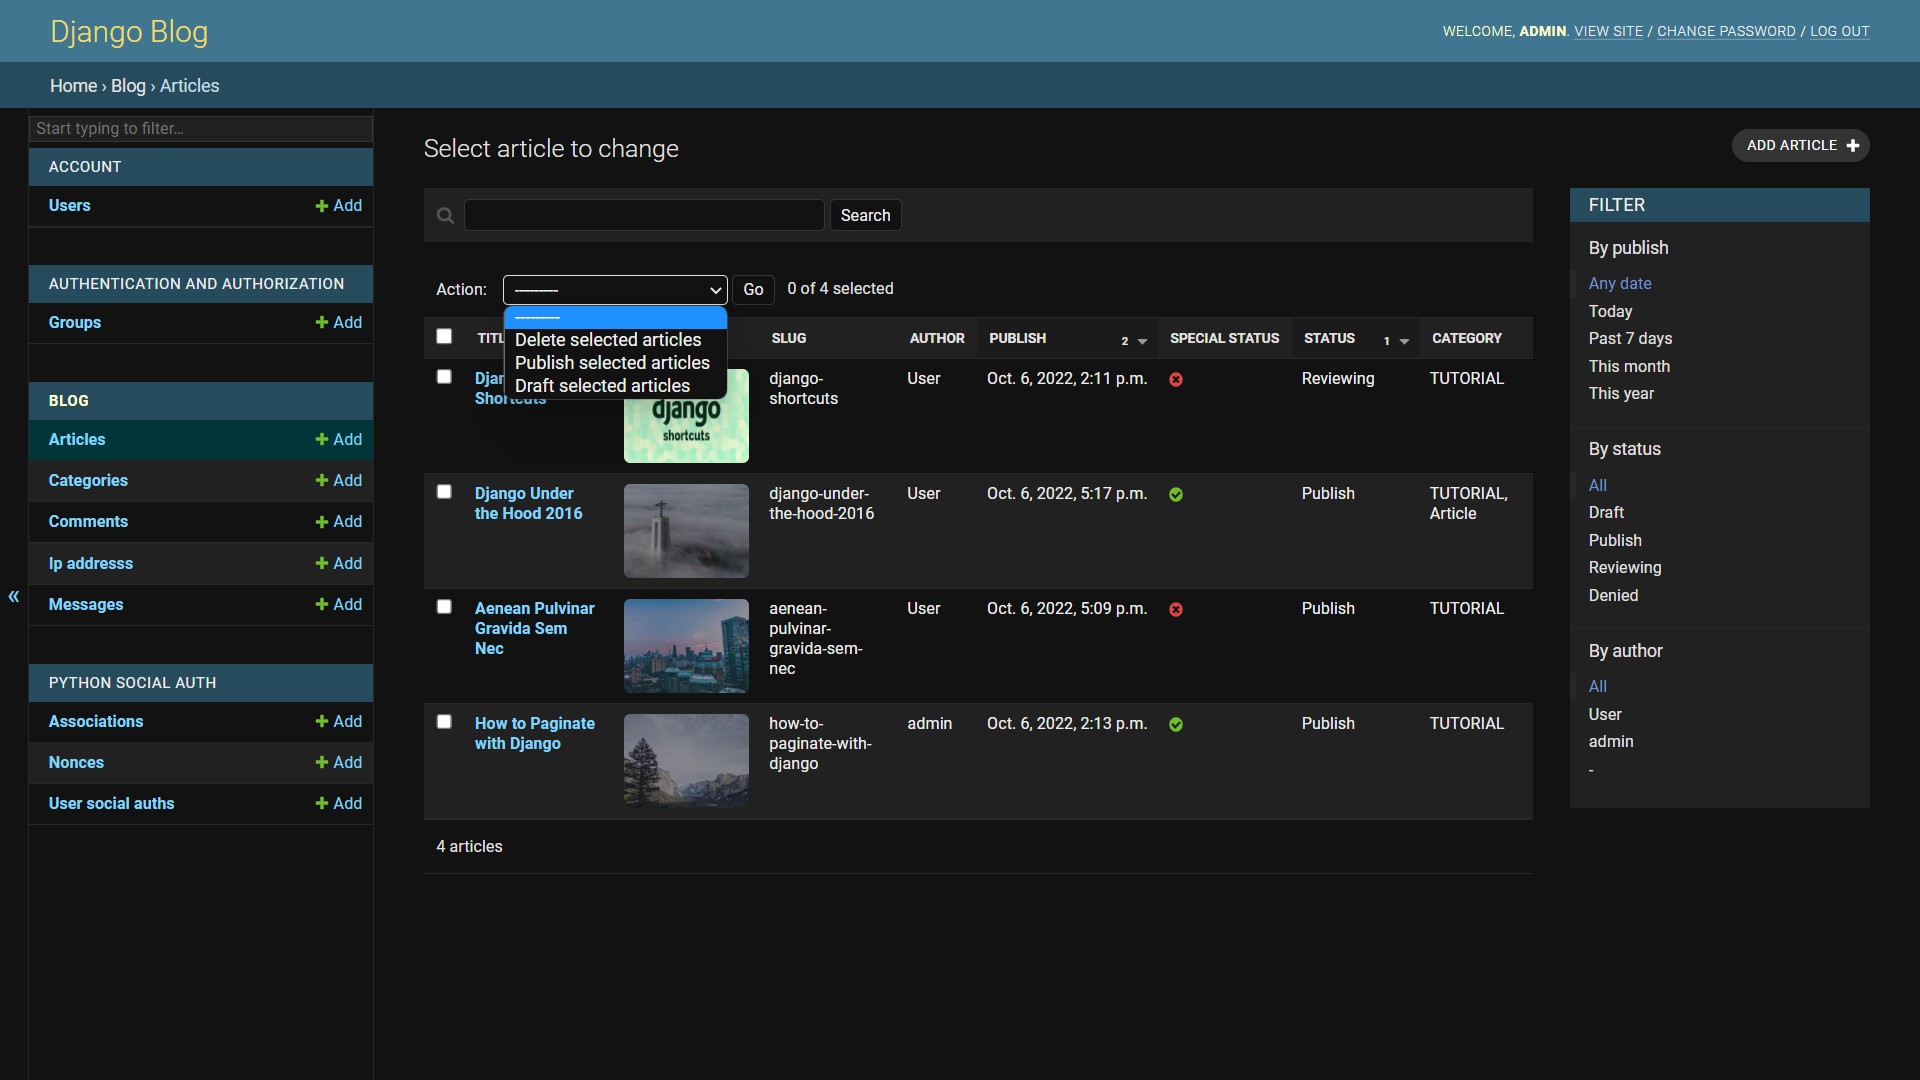 Django Blog
WELCOME, ADMIN. VIEW SITE / CHANGE PASSWORD / LOG OUT
Home › Blog › Articles
Start typing to filter...
ACCOUNT
Users
Add
AUTHENTICATION AND AUTHORIZATION
Groups
Add
BLOG
Articles
Add
Categories
Add
Comments
Add
Ip addresss
Add
Messages
Add
PYTHON SOCIAL AUTH
Associations
Add
Nonces
Add
User social auths
Add
«
Select article to change
ADD ARTICLE +
Search
Action:
---------
Go
0 of 4 selected
---------
Delete selected articles
Publish selected articles
Draft selected articles
SLUG
AUTHOR
PUBLISH
2
SPECIAL STATUS
STATUS
1
CATEGORY
Shortcuts
django
shortcuts
django-
shortcuts
User
Oct. 6, 2022, 2:11 p.m.
Reviewing
TUTORIAL
Django Under
the Hood 2016
django-under-
the-hood-2016
User
Oct. 6, 2022, 5:17 p.m.
Publish
TUTORIAL,
Article
Aenean Pulvinar
Gravida Sem
Nec
aenean-
pulvinar-
gravida-sem-
nec
User
Oct. 6, 2022, 5:09 p.m.
Publish
TUTORIAL
How to Paginate
with Django
how-to-
paginate-with-
django
admin
Oct. 6, 2022, 2:13 p.m.
Publish
TUTORIAL
4 articles
FILTER
By publish
Any date
Today
Past 7 days
This month
This year
By status
All
Draft
Publish
Reviewing
Denied
By author
All
User
admin
-